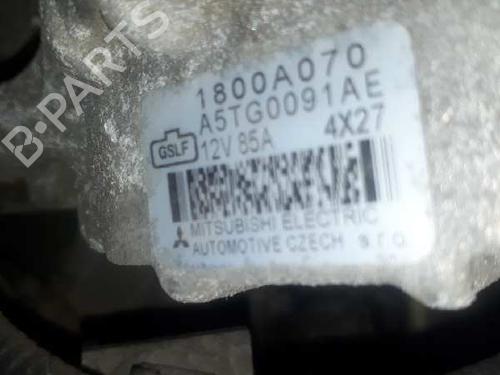 1800A070
A5TG0091AE
GSLF 12V 85A 4X27
MITSUBISHI ELECTRIC
AUTOMOTIVE CZECH s.r.o.
B-PARTS